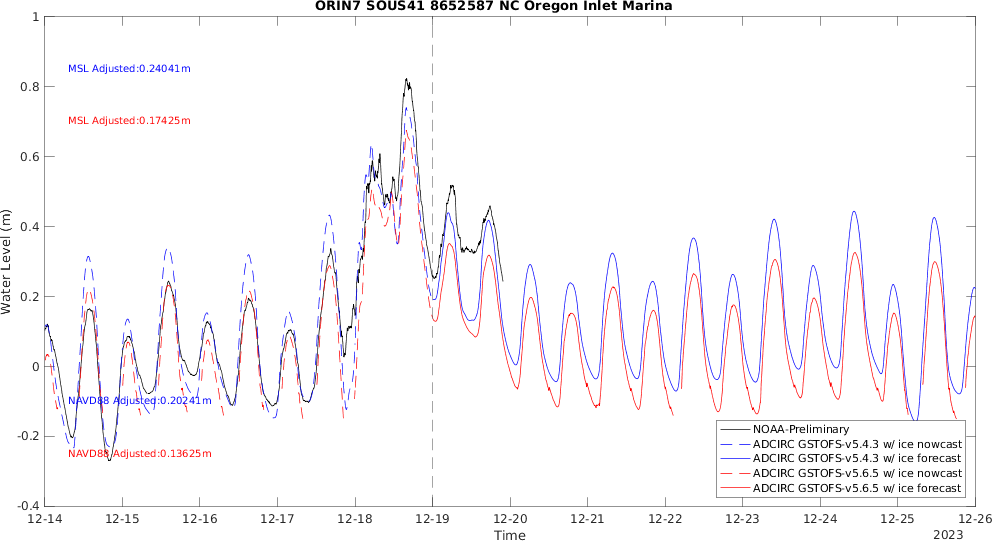 ORIN7 SOUS41 8652587 NC Oregon Inlet Marina
1
0.8
0.6
0.4
0.2
0
-0.2
-0.4
Water Level (m)
MSL Adjusted:0.24041m
MSL Adjusted:0.17425m
NAVD88 Adjusted:0.20241m
NAVD88 Adjusted:0.13625m
NOAA-Preliminary
ADCIRC GSTOFS-v5.4.3 w/ ice nowcast
ADCIRC GSTOFS-v5.4.3 w/ ice forecast
ADCIRC GSTOFS-v5.6.5 w/ ice nowcast
ADCIRC GSTOFS-v5.6.5 w/ ice forecast
12-14 12-15 12-16 12-17 12-18 12-19 12-20 12-21 12-22 12-23 12-24 12-25 12-26
Time
2023